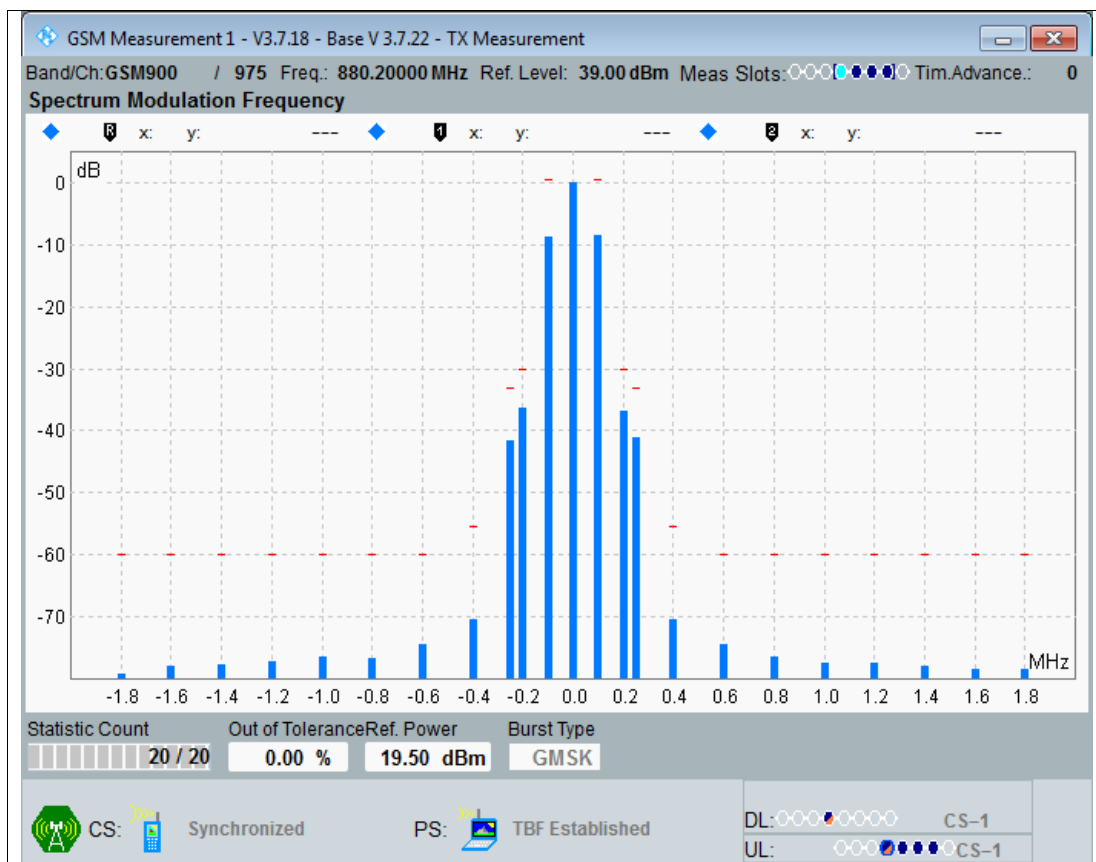 GSM Measurement 1 - V3.7.18 - Base V 3.7.22 - TX Measurement
Band/Ch:GSM900 / 975 Freq.: 880.20000 MHz Ref. Level: 39.00 dBm Meas Slots: Tim.Advance.: 0
Spectrum Modulation Frequency
R x: y: --- 1 x: y: --- 2 x: y: ---
dB
0
-10
-20
-30
-40
-50
-60
-70
MHz
-1.8 -1.6 -1.4 -1.2 -1.0 -0.8 -0.6 -0.4 -0.2 0.0 0.2 0.4 0.6 0.8 1.0 1.2 1.4 1.6 1.8
Statistic Count Out of Tolerance Ref. Power Burst Type
20 / 20 0.00 % 19.50 dBm GMSK
CS: Synchronized PS: TBF Established
DL: CS-1
UL: CS-1